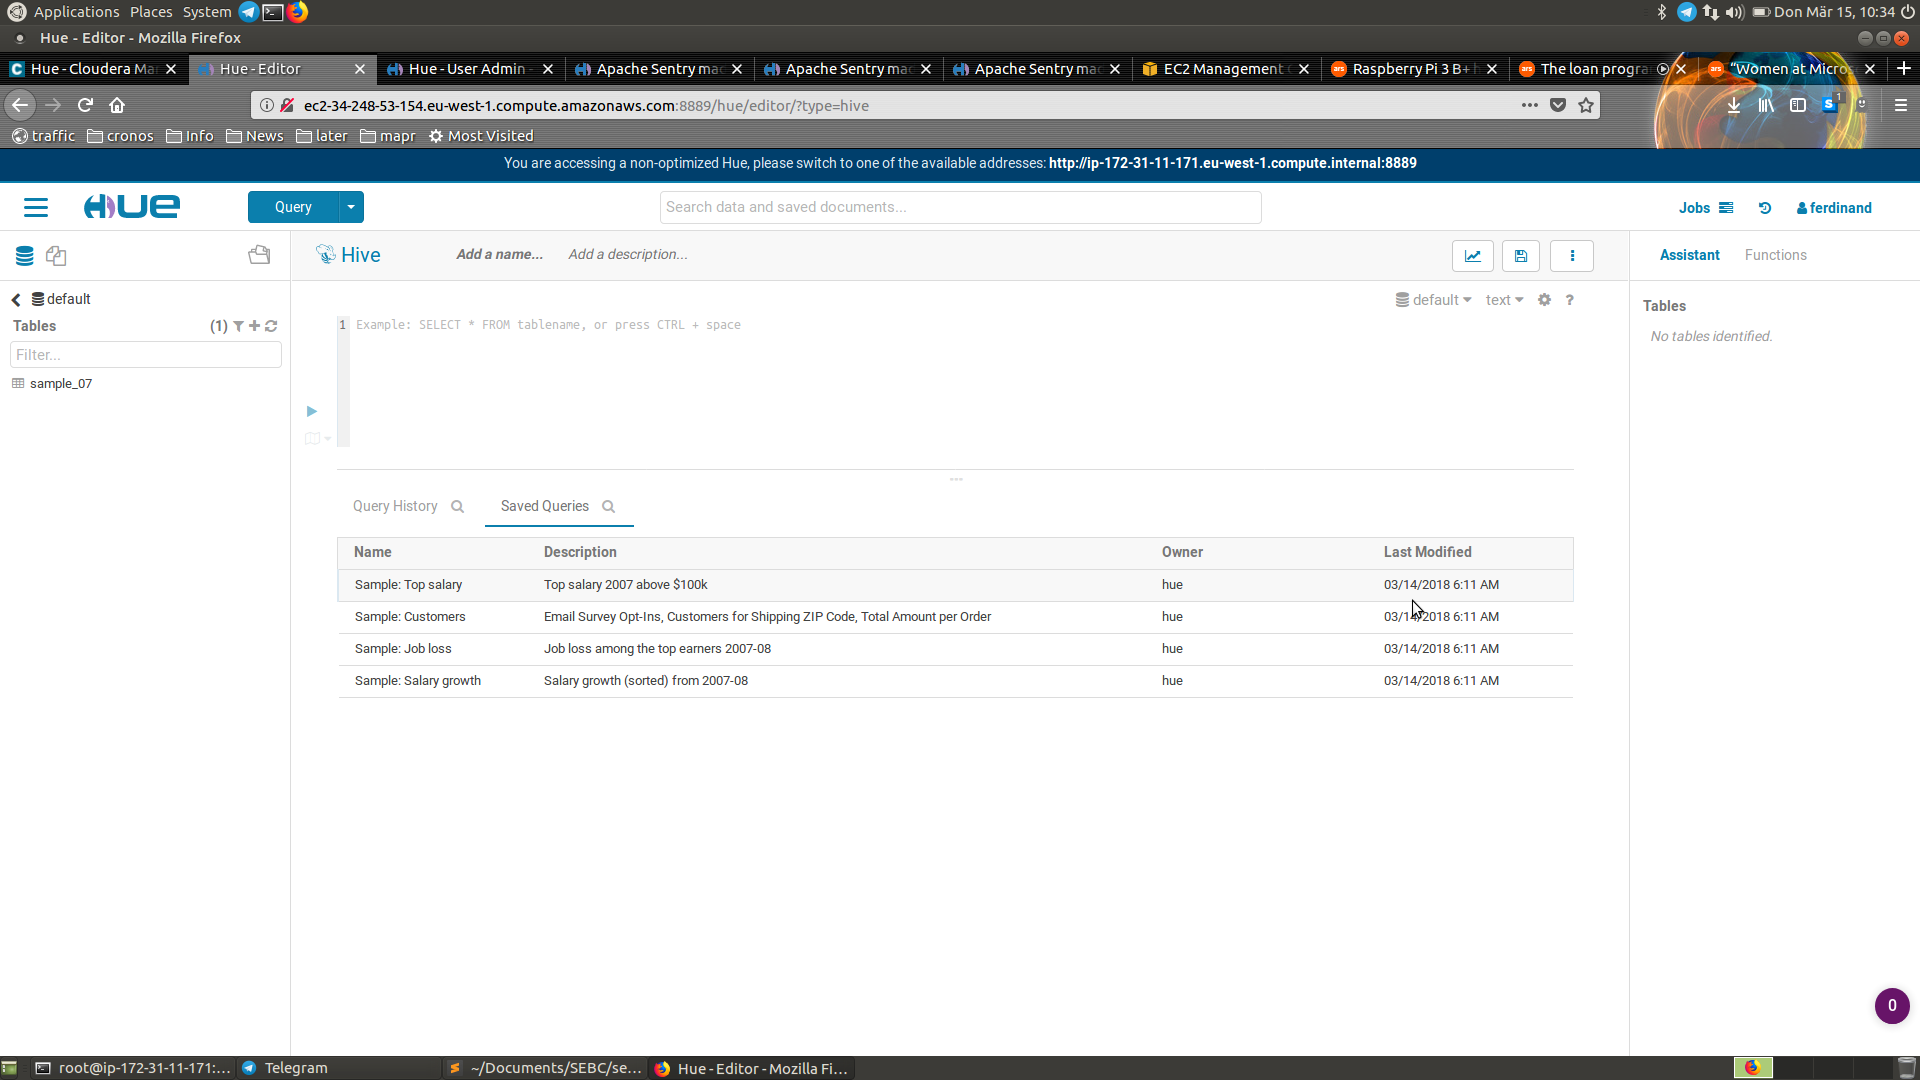 Applications Places System
Don Mär 15, 10:34
Hue - Editor - Mozilla Firefox
Hue - Cloudera Ma
Hue - Editor
Hue - User Admin -
Apache Sentry mac
Apache Sentry mac
Apache Sentry mac
EC2 Management C
Raspberry Pi 3 B+ h
The loan progra
"Women at Micros
ec2-34-248-53-154.eu-west-1.compute.amazonaws.com:8889/hue/editor/?type=hive
S 1
traffic cronos Info News later mapr Most Visited
You are accessing a non-optimized Hue, please switch to one of the available addresses: http://ip-172-31-11-171.eu-west-1.compute.internal:8889
HUE
Query
Search data and saved documents...
Jobs
ferdinand
Hive
Add a name...
Add a description...
Assistant
Functions
default
default
text
?
Tables
(1)
Tables
No tables identified.
1 Example: SELECT * FROM tablename, or press CTRL + space
Filter...
sample_07
Query History
Saved Queries
Name Description Owner Last Modified
Sample: Top salary Top salary 2007 above $100k hue 03/14/2018 6:11 AM
Sample: Customers Email Survey Opt-Ins, Customers for Shipping ZIP Code, Total Amount per Order hue 03/14/2018 6:11 AM
Sample: Job loss Job loss among the top earners 2007-08 hue 03/14/2018 6:11 AM
Sample: Salary growth Salary growth (sorted) from 2007-08 hue 03/14/2018 6:11 AM
0
root@ip-172-31-11-171:...
Telegram
~/Documents/SEBC/se...
Hue - Editor - Mozilla Fi...